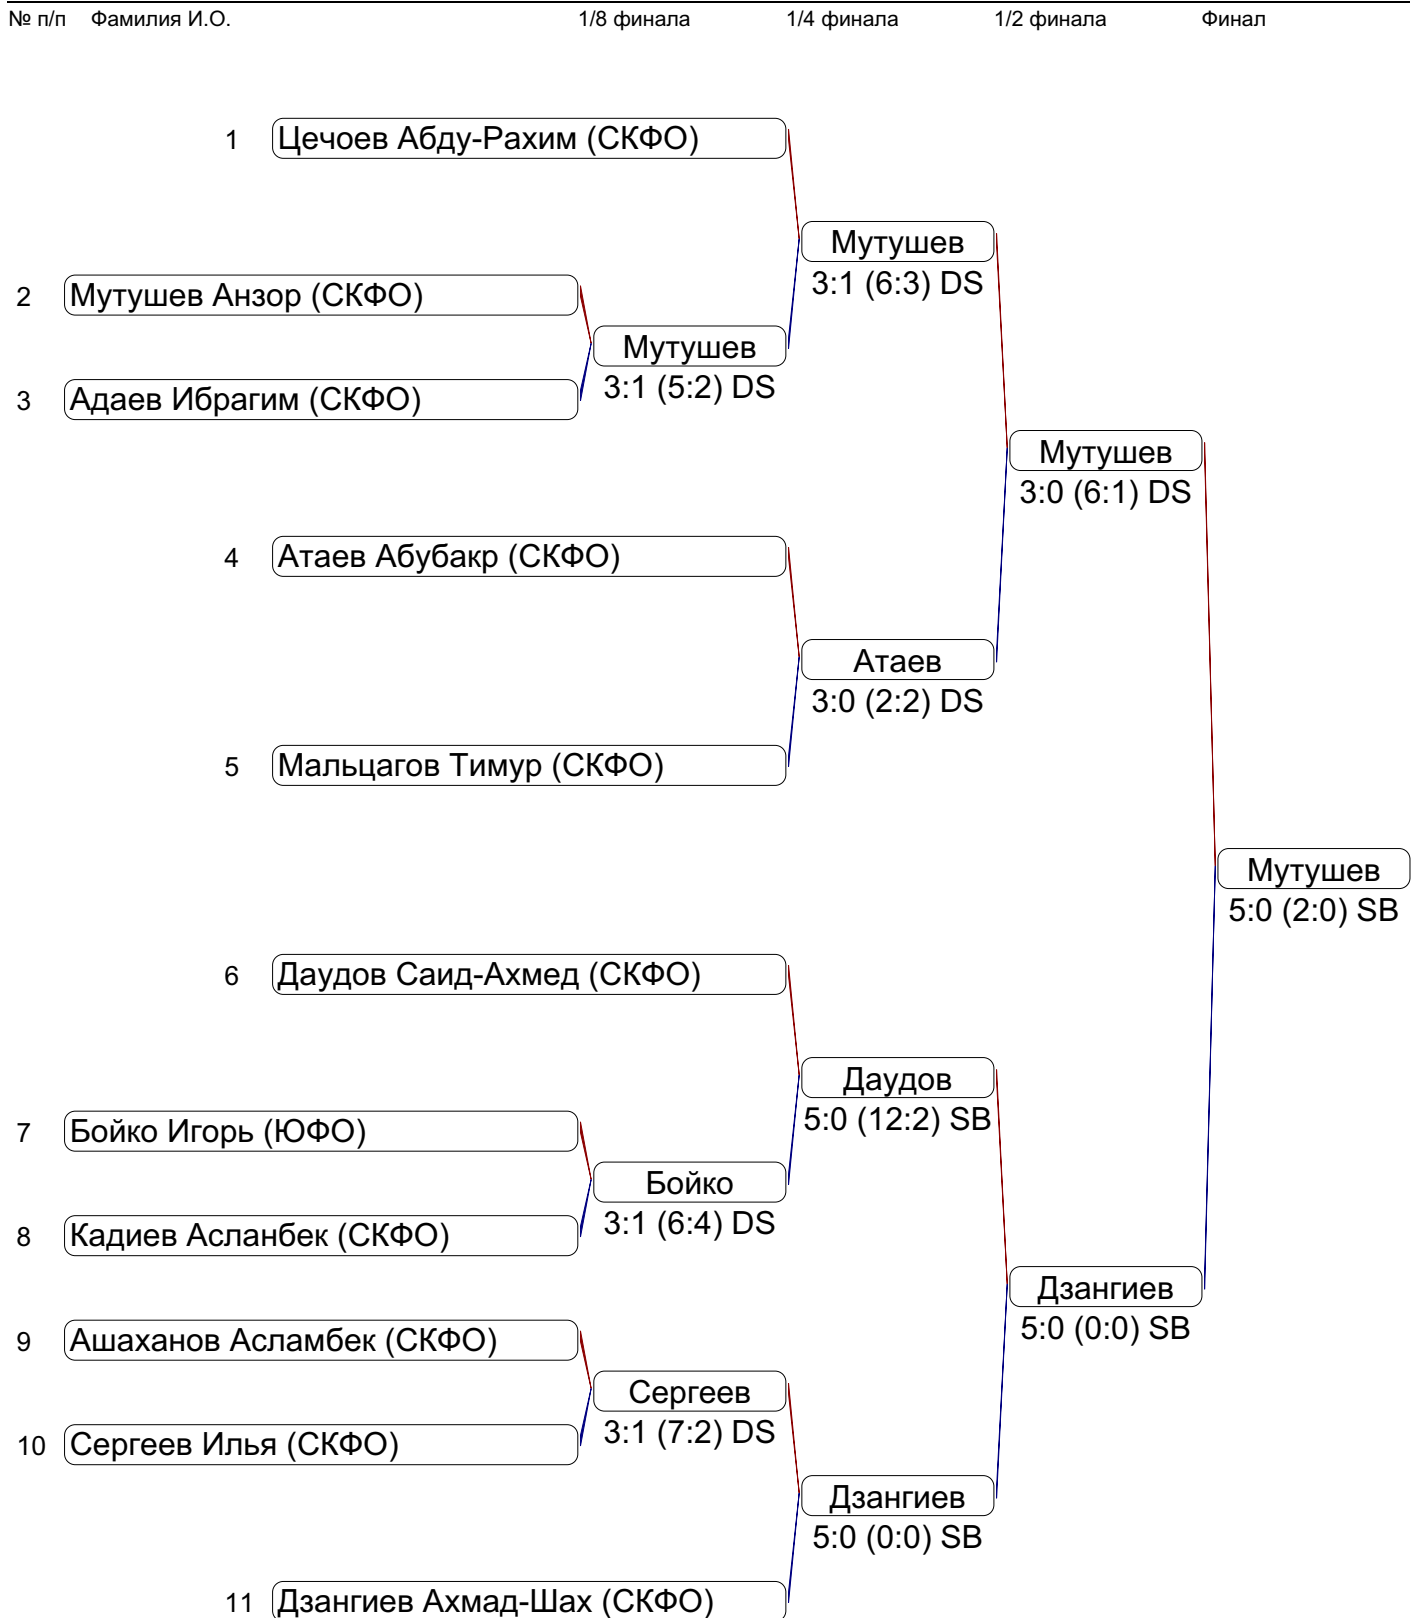 № п/п Фамилия И.О. 1/8 финала 1/4 финала 1/2 финала Финал
1 Цечоев Абду-Рахим (СКФО)
Мутушев
3:1 (6:3) DS
2 Мутушев Анзор (СКФО)
Мутушев
3:1 (5:2) DS
3 Адаев Ибрагим (СКФО)
Мутушев
3:0 (6:1) DS
4 Атаев Абубакр (СКФО)
Атаев
3:0 (2:2) DS
5 Мальцагов Тимур (СКФО)
Мутушев
5:0 (2:0) SB
6 Даудов Саид-Ахмед (СКФО)
Даудов
5:0 (12:2) SB
7 Бойко Игорь (ЮФО)
Бойко
3:1 (6:4) DS
8 Кадиев Асланбек (СКФО)
Дзангиев
5:0 (0:0) SB
9 Ашаханов Асламбек (СКФО)
Сергеев
3:1 (7:2) DS
10 Сергеев Илья (СКФО)
Дзангиев
5:0 (0:0) SB
11 Дзангиев Ахмад-Шах (СКФО)